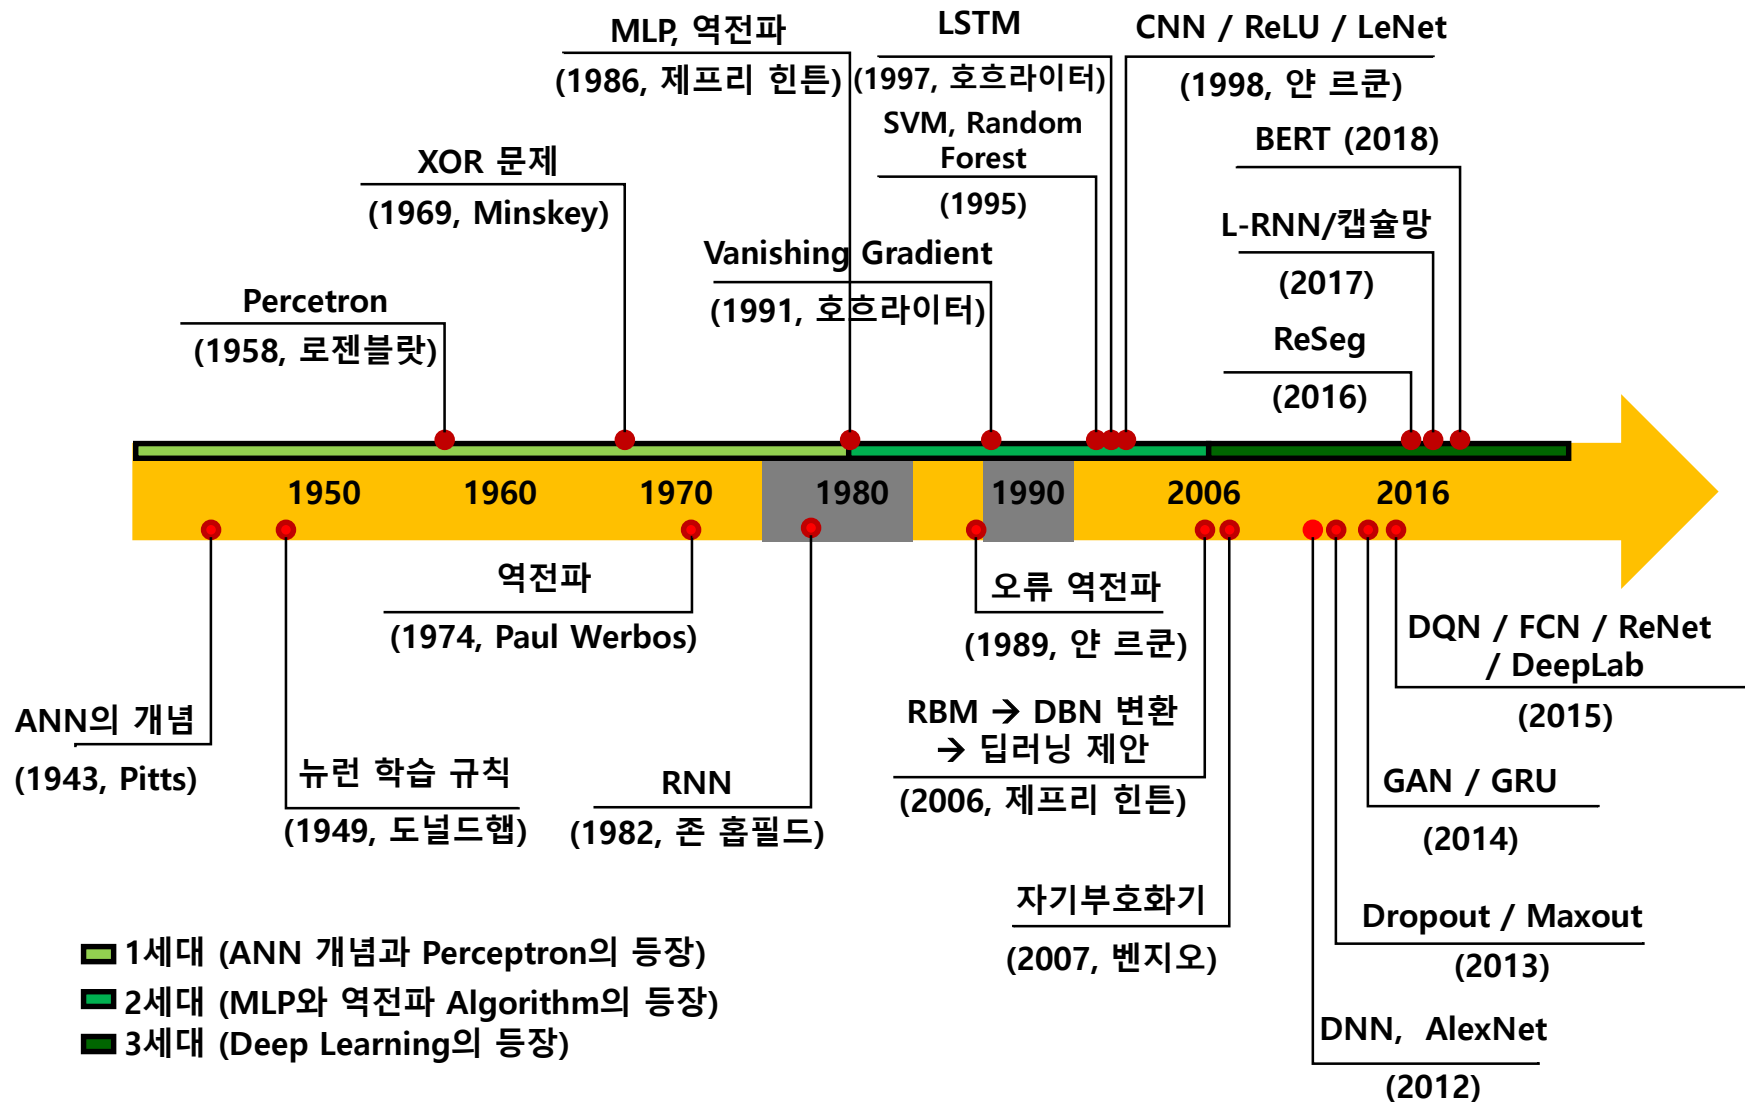 MLP, 역전파
(1986, 제프리 힌튼)
LSTM
(1997, 호흐라이터)
CNN / ReLU / LeNet
(1998, 얀 르쿤)
SVM, Random
Forest
(1995)
BERT (2018)
XOR 문제
(1969, Minskey)
L-RNN/캡슐망
(2017)
Vanishing Gradient
(1991, 호흐라이터)
Percetron
(1958, 로젠블랏)
ReSeg
(2016)
1950
1960
1970
1980
1990
2006
2016
역전파
(1974, Paul Werbos)
오류 역전파
(1989, 얀 르쿤)
DQN / FCN / ReNet
/ DeepLab
(2015)
ANN의 개념
(1943, Pitts)
RBM → DBN 변환
→ 딥러닝 제안
(2006, 제프리 힌튼)
뉴런 학습 규칙
(1949, 도널드햅)
RNN
(1982, 존 홉필드)
GAN / GRU
(2014)
자기부호화기
(2007, 벤지오)
Dropout / Maxout
(2013)
DNN, AlexNet
(2012)
1세대 (ANN 개념과 Perceptron의 등장)
2세대 (MLP와 역전파 Algorithm의 등장)
3세대 (Deep Learning의 등장)